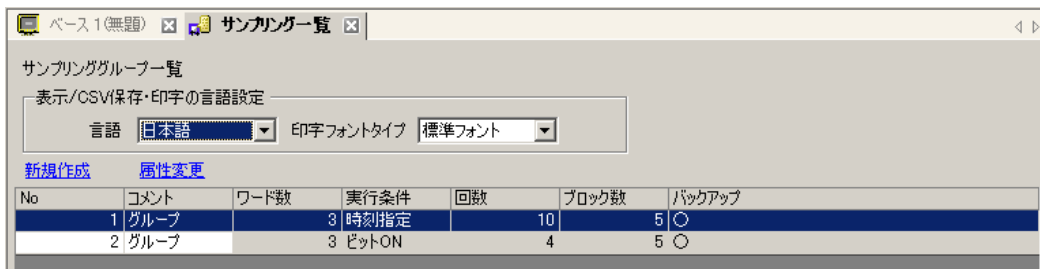 ベース1(無題) サンプリング一覧
サンプリンググループ一覧
表示/CSV保存・印字の言語設定
言語 日本語 印字フォントタイプ 標準フォント
新規作成 属性変更
No コメント ワード数 実行条件 回数 ブロック数 バックアップ
1 グループ 3 時刻指定 10 5 〇
2 グループ 3 ビットON 4 5 〇